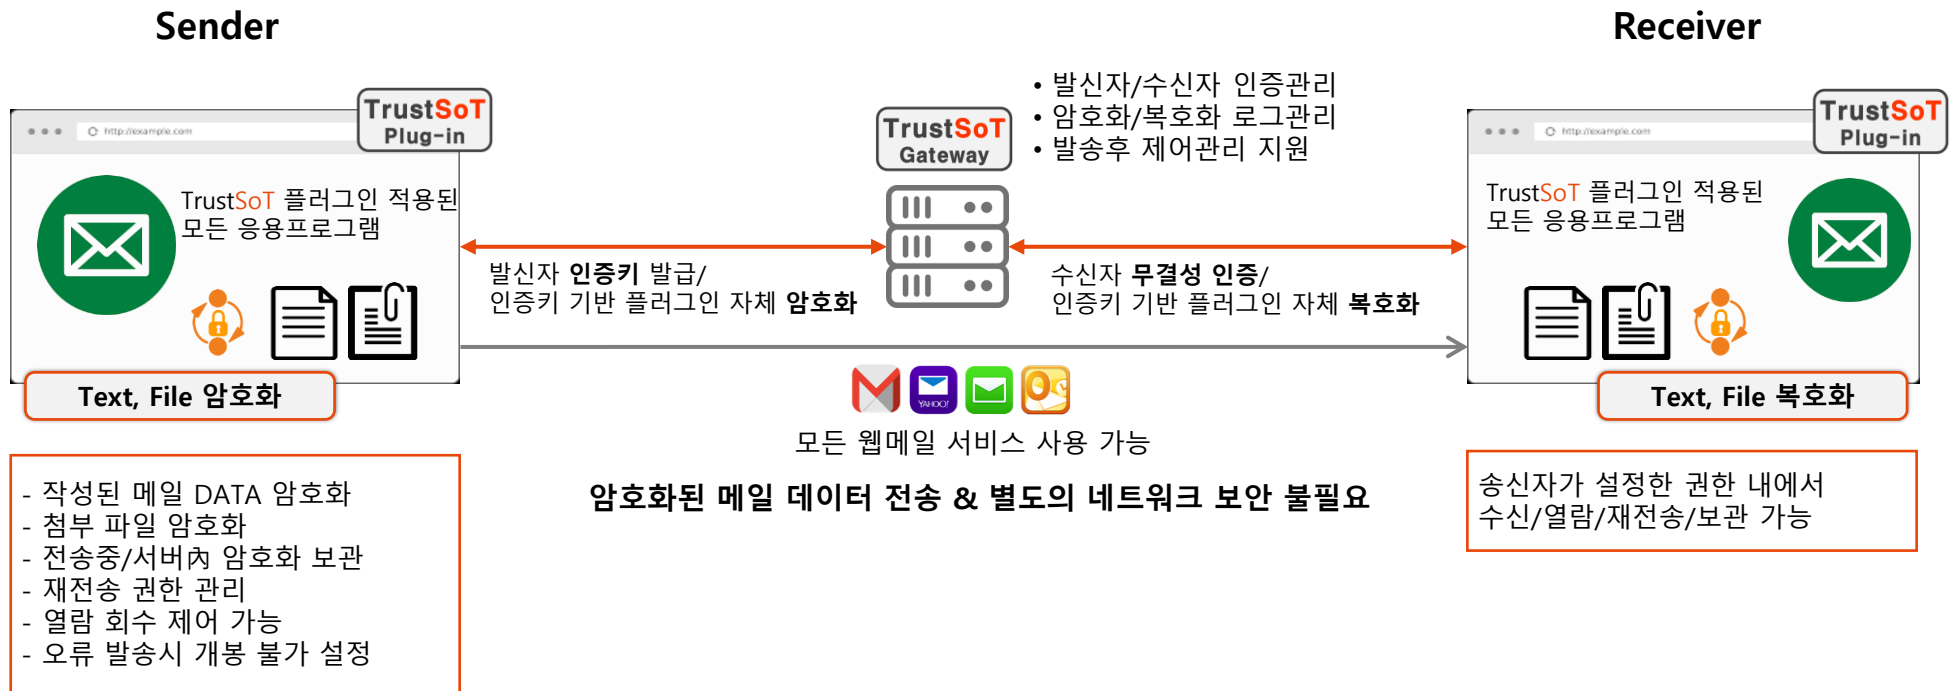 Sender
Receiver
TrustSoT
Plug-in
http://example.com
TrustSoT 플러그인 적용된
모든 응용프로그램
Text, File 암호화
- 작성된 메일 DATA 암호화
- 첨부 파일 암호화
- 전송중/서버內 암호화 보관
- 재전송 권한 관리
- 열람 회수 제어 가능
- 오류 발송시 개봉 불가 설정
TrustSoT
Gateway
• 발신자/수신자 인증관리
• 암호화/복호화 로그관리
• 발송후 제어관리 지원
발신자 인증키 발급/
인증키 기반 플러그인 자체 암호화
수신자 무결성 인증/
인증키 기반 플러그인 자체 복호화
YAHOO!
모든 웹메일 서비스 사용 가능
암호화된 메일 데이터 전송 & 별도의 네트워크 보안 불필요
TrustSoT
Plug-in
http://example.com
TrustSoT 플러그인 적용된
모든 응용프로그램
Text, File 복호화
송신자가 설정한 권한 내에서
수신/열람/재전송/보관 가능